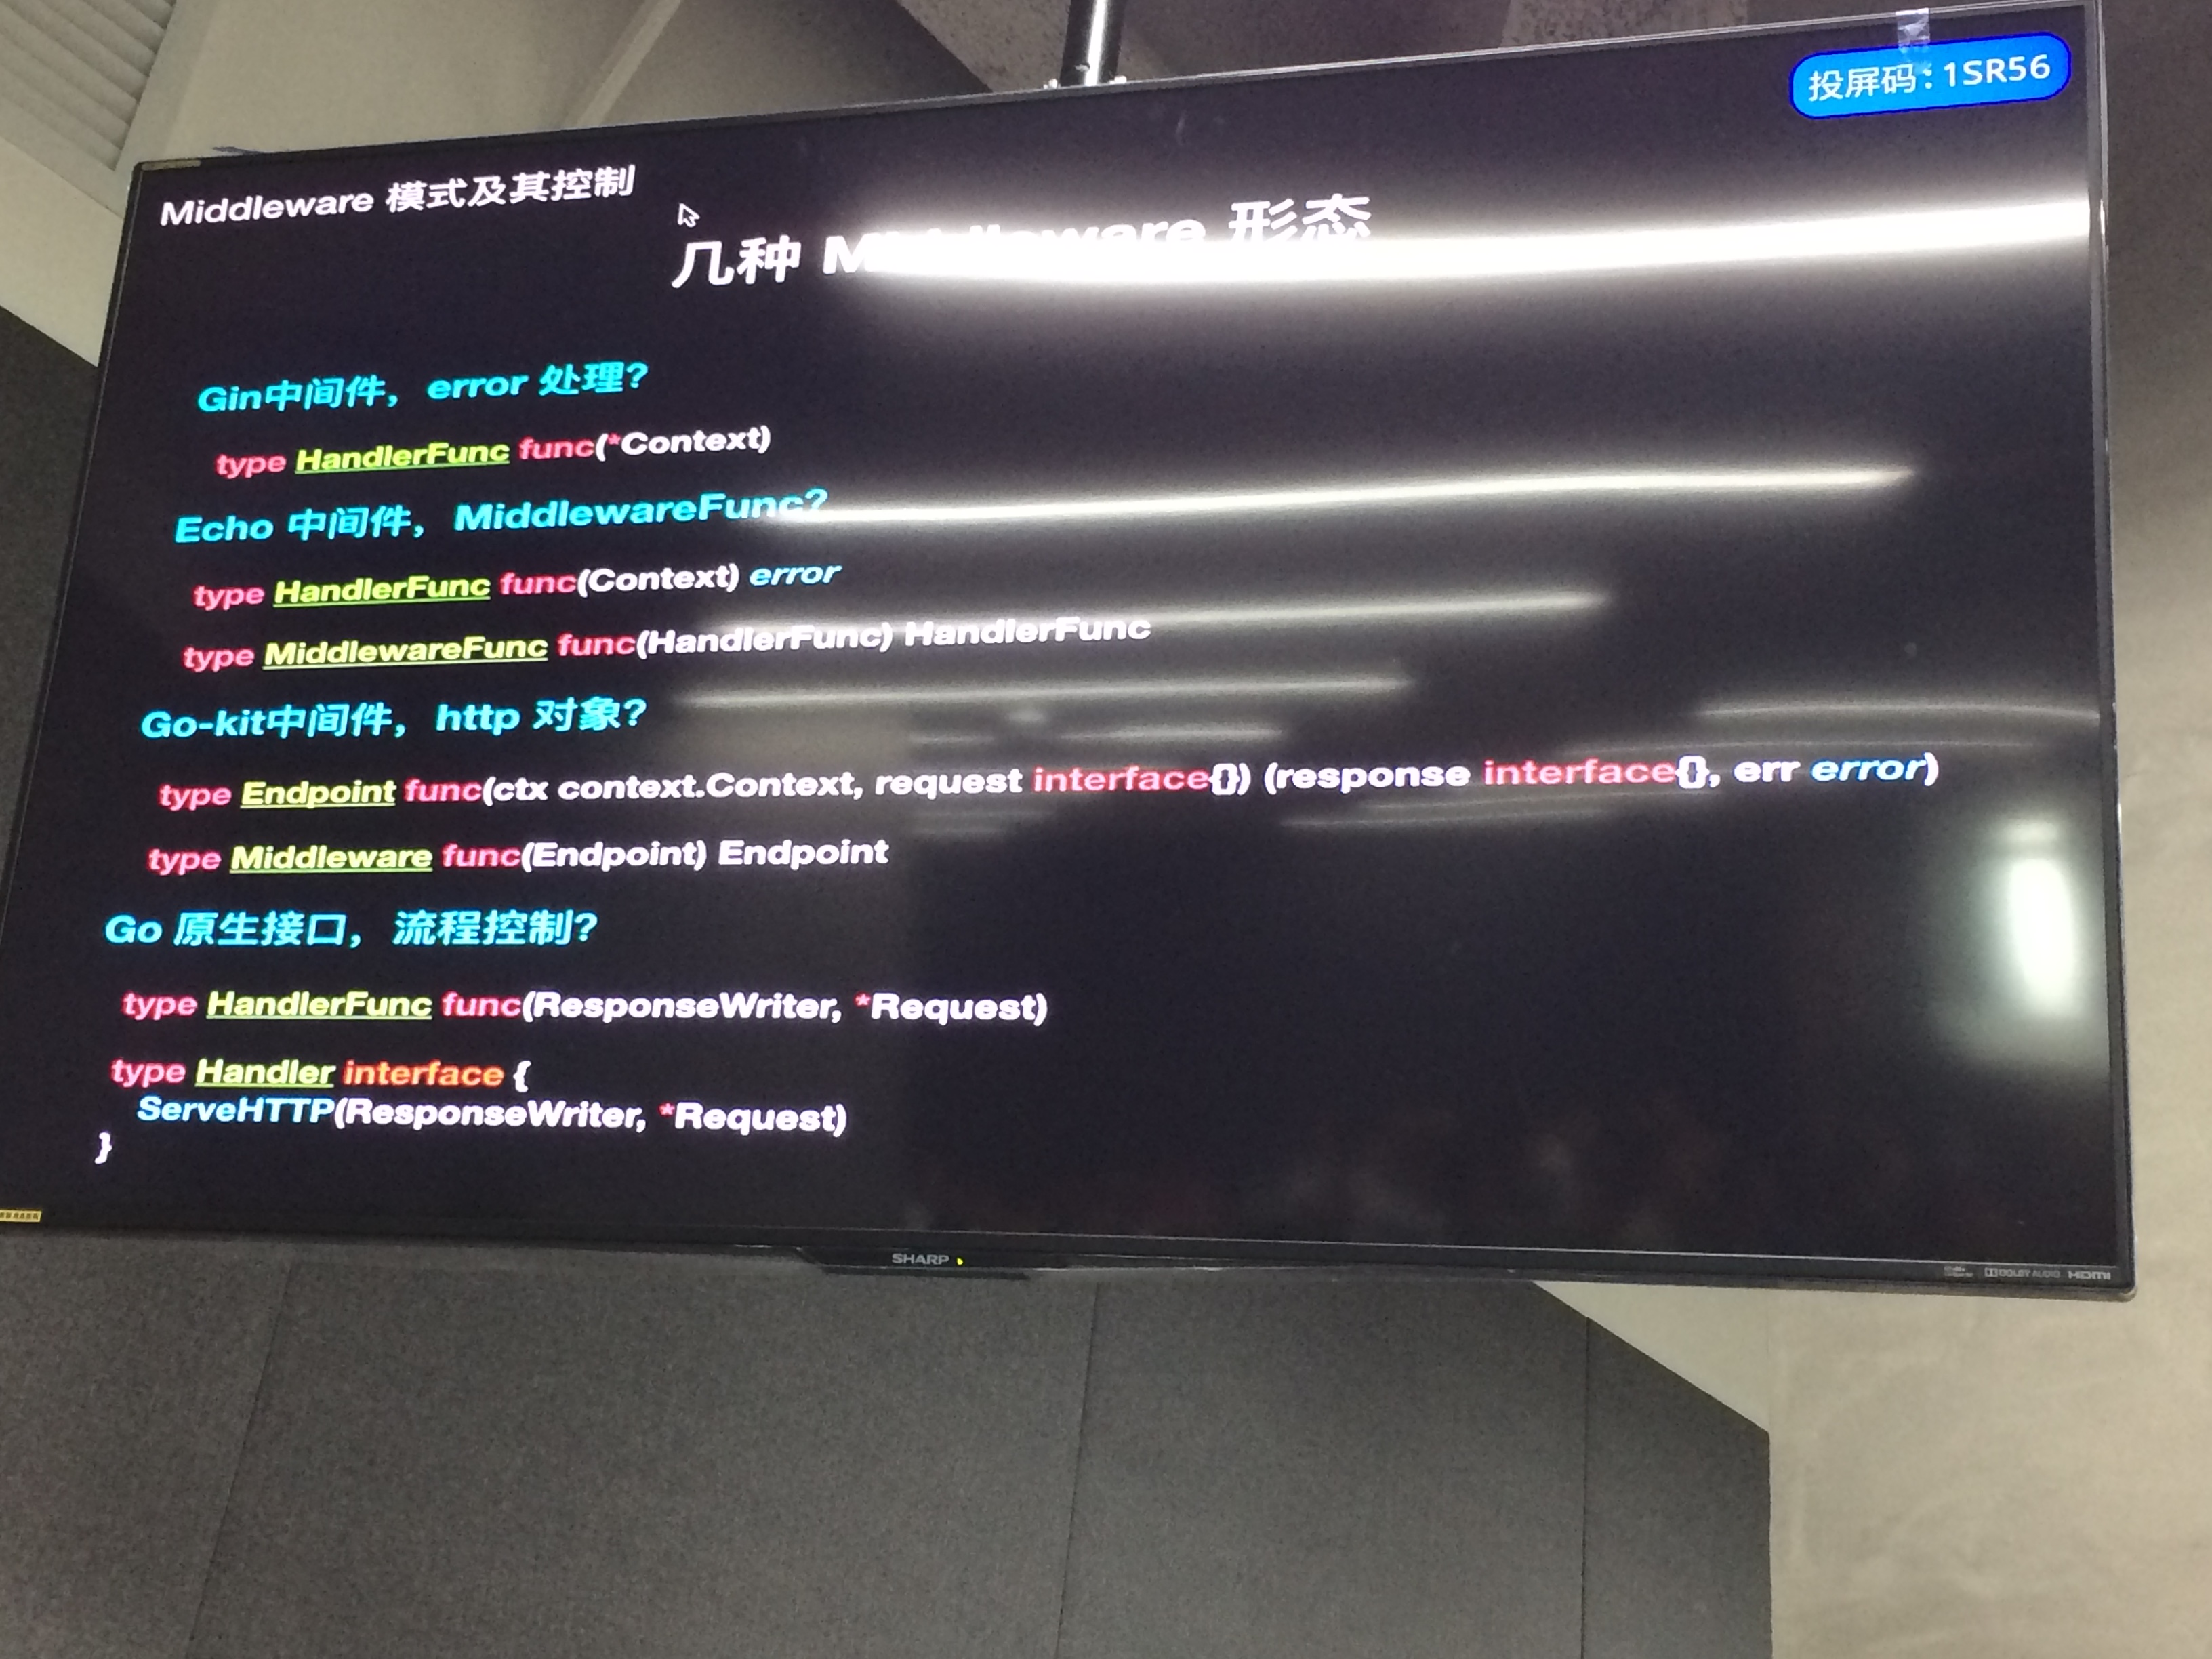 投屏码：1SR56
Middleware 模式及其控制
几种 Middleware 形态
Gin中间件，error 处理?
type HandlerFunc func(*Context)
Echo 中间件，MiddlewareFunc?
type HandlerFunc func(Context) error
type MiddlewareFunc func(HandlerFunc) HandlerFunc
Go-kit中间件，http 对象?
type Endpoint func(ctx context.Context, request interface{}) (response interface{}, err error)
type Middleware func(Endpoint) Endpoint
Go 原生接口，流程控制?
type HandlerFunc func(ResponseWriter, *Request)
type Handler interface {
ServeHTTP(ResponseWriter, *Request)
}
SHARP
DOLBY AUDIO HDMI